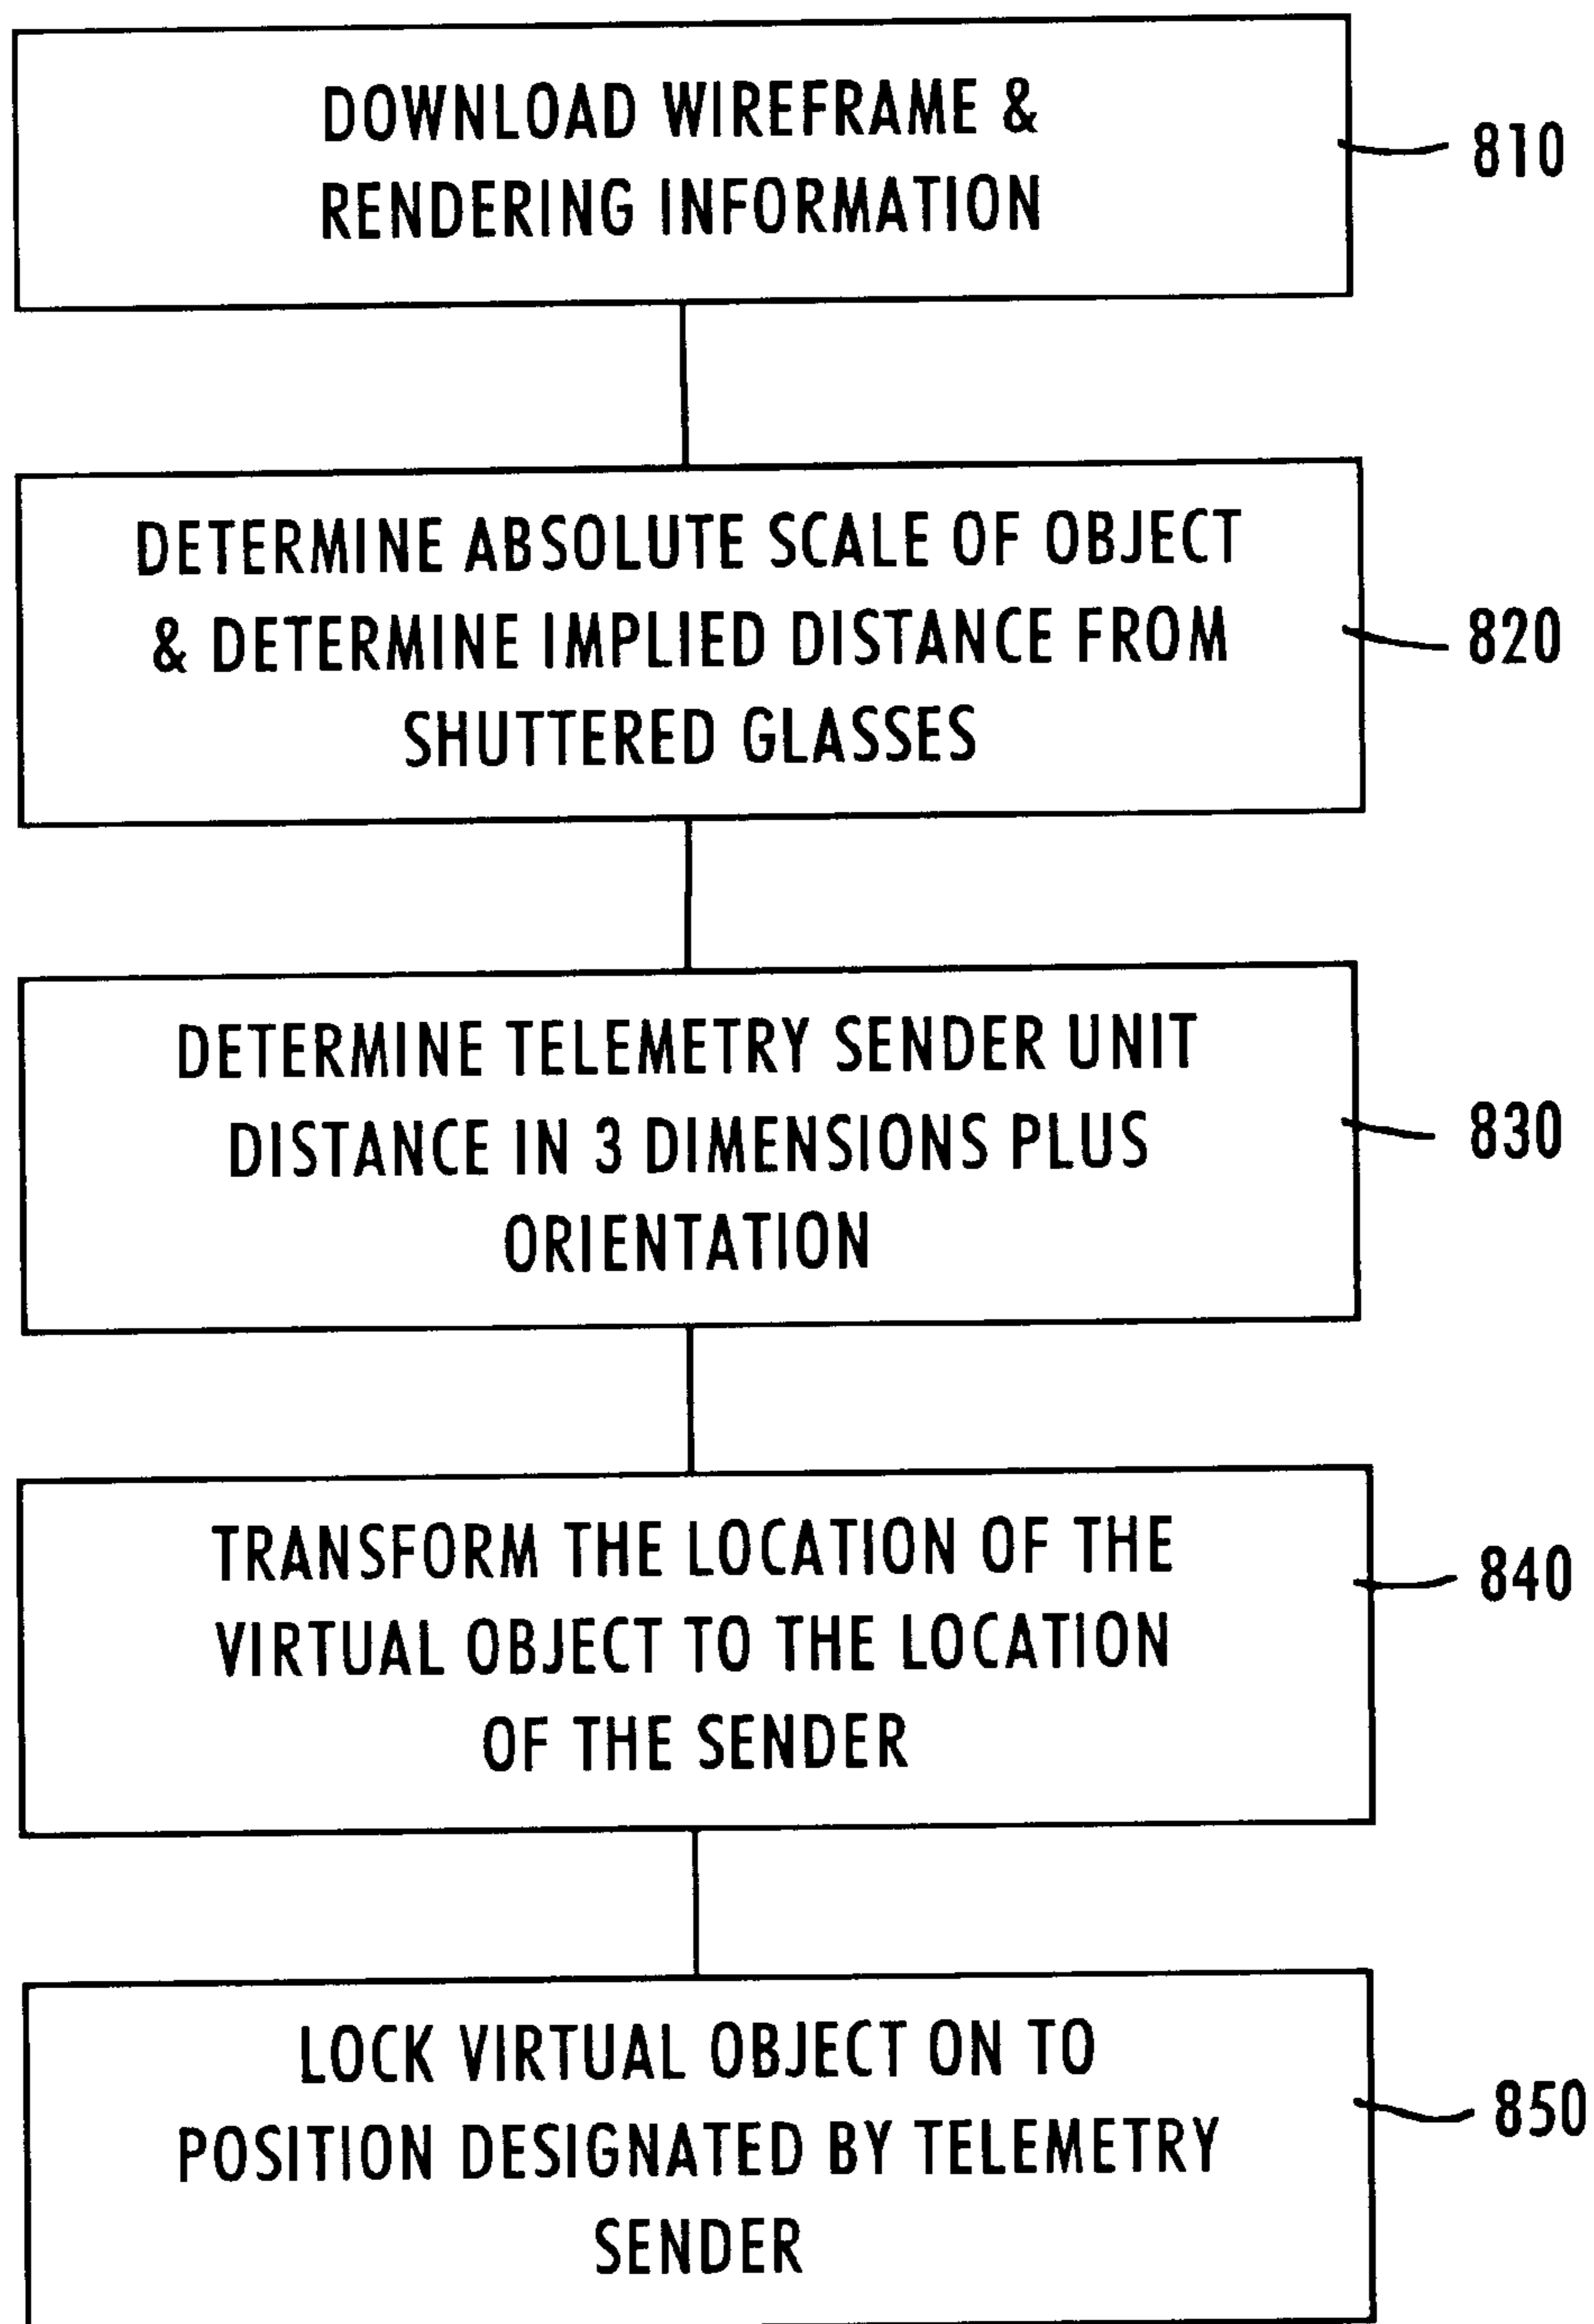 DOWNLOAD WIREFRAME &
RENDERING INFORMATION
810
DETERMINE ABSOLUTE SCALE OF OBJECT
& DETERMINE IMPLIED DISTANCE FROM
SHUTTERED GLASSES
820
DETERMINE TELEMETRY SENDER UNIT
DISTANCE IN 3 DIMENSIONS PLUS
ORIENTATION
830
TRANSFORM THE LOCATION OF THE
VIRTUAL OBJECT TO THE LOCATION
OF THE SENDER
840
LOCK VIRTUAL OBJECT ON TO
POSITION DESIGNATED BY TELEMETRY
SENDER
850